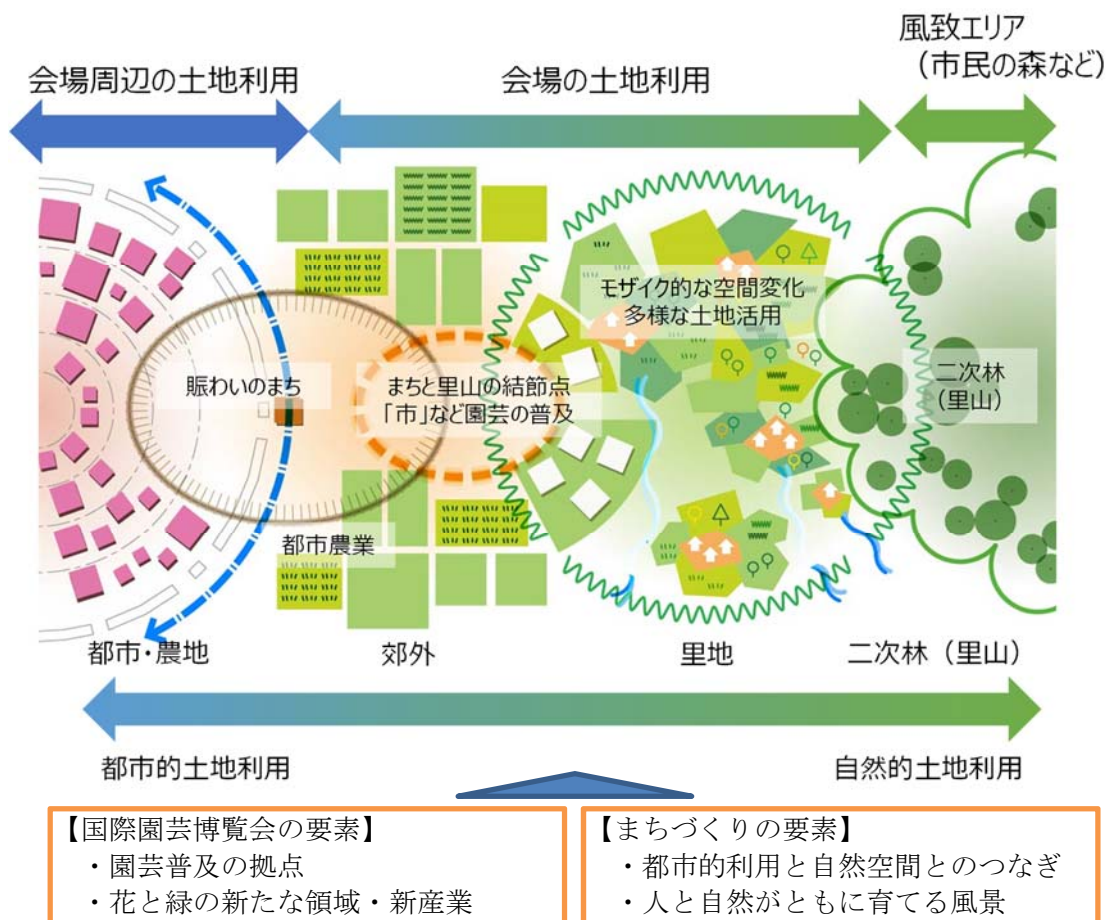 風致エリア
（市民の森など）
会場周辺の土地利用
会場の土地利用
モザイク的な空間変化
多様な土地活用
賑わいのまち
まちと里山の結節点
「市」など園芸の普及
二次林
（里山）
都市農業
都市・農地
郊外
里地
二次林（里山）
都市的土地利用
自然的土地利用
【国際園芸博覧会の要素】
・園芸普及の拠点
・花と緑の新たな領域・新産業
【まちづくりの要素】
・都市的利用と自然空間とのつなぎ
・人と自然がともに育てる風景